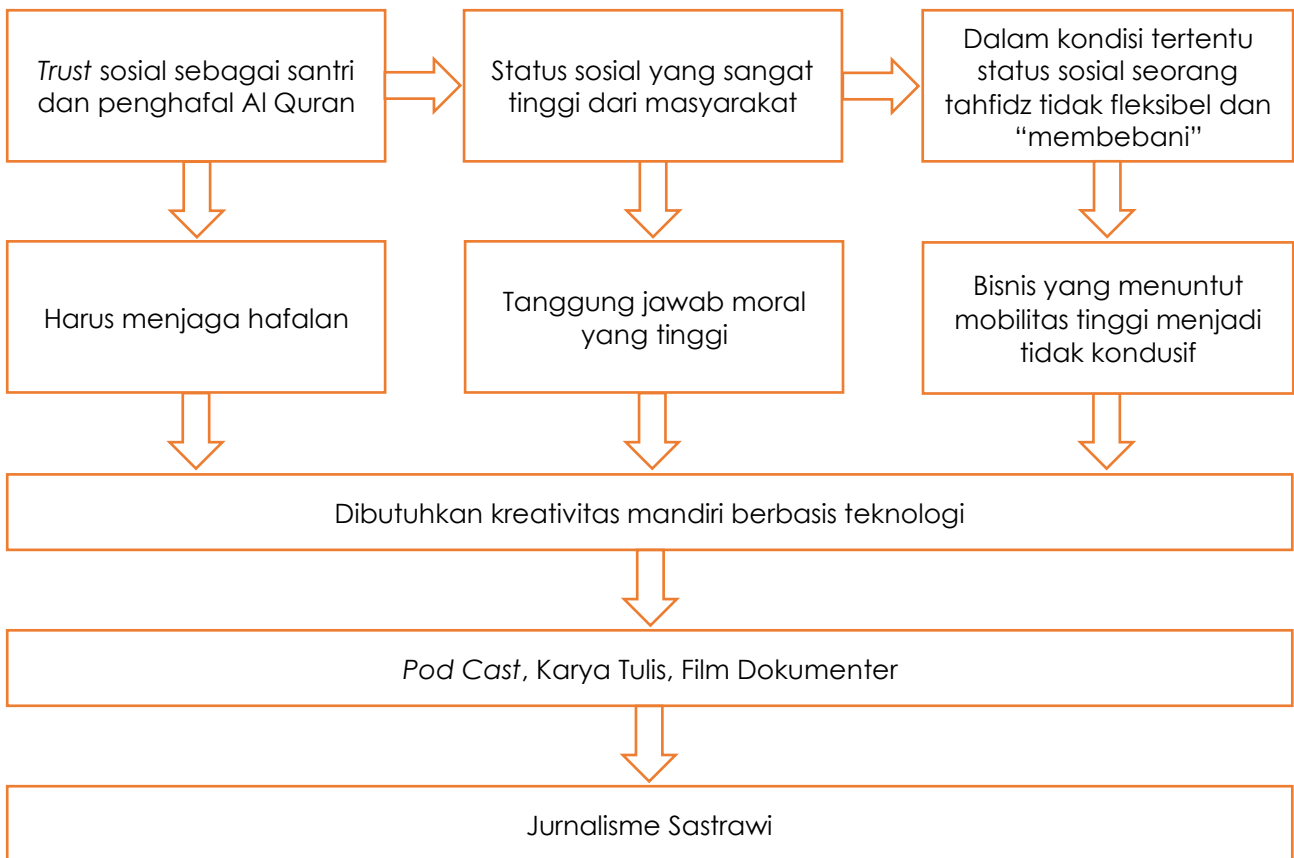 Trust sosial sebagai santri
dan penghafal Al Quran
Status sosial yang sangat
tinggi dari masyarakat
Dalam kondisi tertentu
status sosial seorang
tahfidz tidak fleksibel dan
“membebani”
Harus menjaga hafalan
Tanggung jawab moral
yang tinggi
Bisnis yang menuntut
mobilitas tinggi menjadi
tidak kondusif
Dibutuhkan kreativitas mandiri berbasis teknologi
Pod Cast, Karya Tulis, Film Dokumenter
Jurnalisme Sastrawi